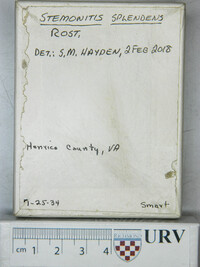 STEMONITIS SPLENDENS
ROST.
DET.: S.M. HAYDEN, 2 FEB 2018
Henrico County, VA
7-25-34 Smart
cm 1 2 3 4
RICHMOND URV